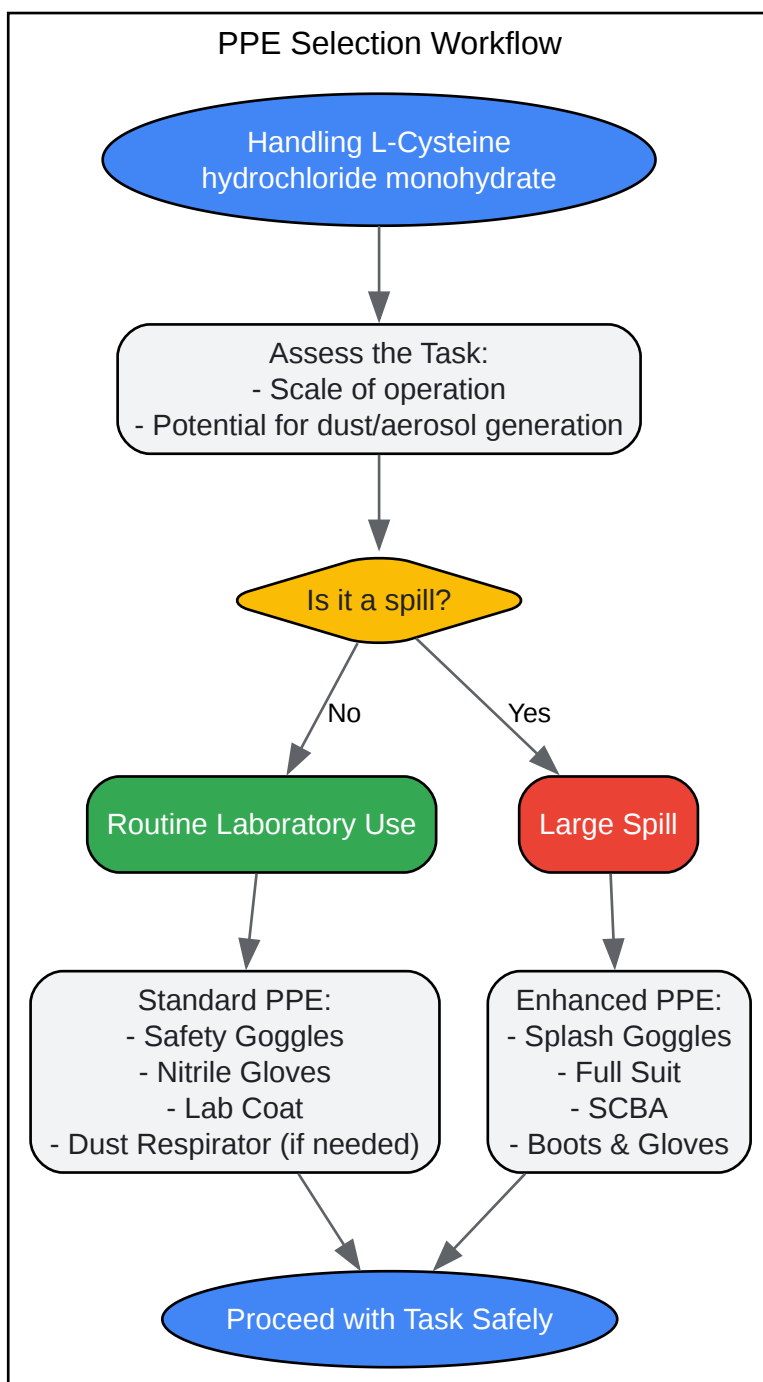 PPE Selection Workflow
Handling L-Cysteine
hydrochloride monohydrate
Assess the Task:
- Scale of operation
- Potential for dust/aerosol generation
Is it a spill?
No
Yes
Routine Laboratory Use
Large Spill
Standard PPE:
- Safety Goggles
- Nitrile Gloves
- Lab Coat
- Dust Respirator (if needed)
Enhanced PPE:
- Splash Goggles
- Full Suit
- SCBA
- Boots & Gloves
Proceed with Task Safely